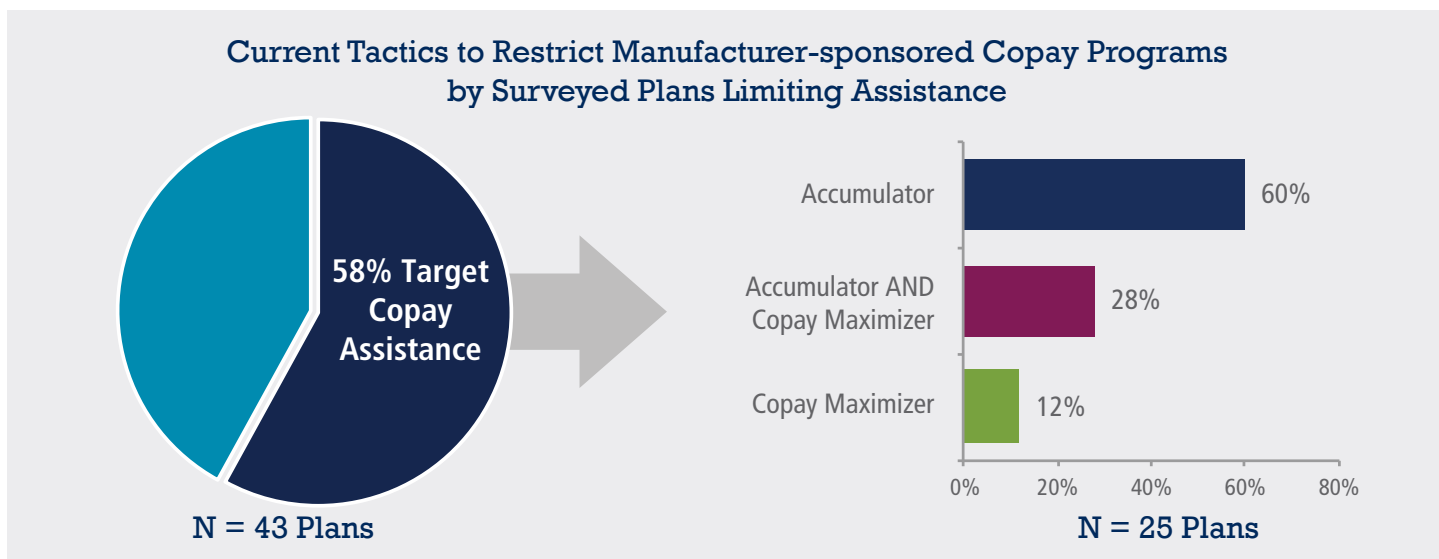 Current Tactics to Restrict Manufacturer-sponsored Copay Programs
by Surveyed Plans Limiting Assistance
58% Target
Copay
Assistance
N = 43 Plans
Accumulator
60%
Accumulator AND
Copay Maximizer
28%
Copay Maximizer
12%
0% 20% 40% 60% 80%
N = 25 Plans